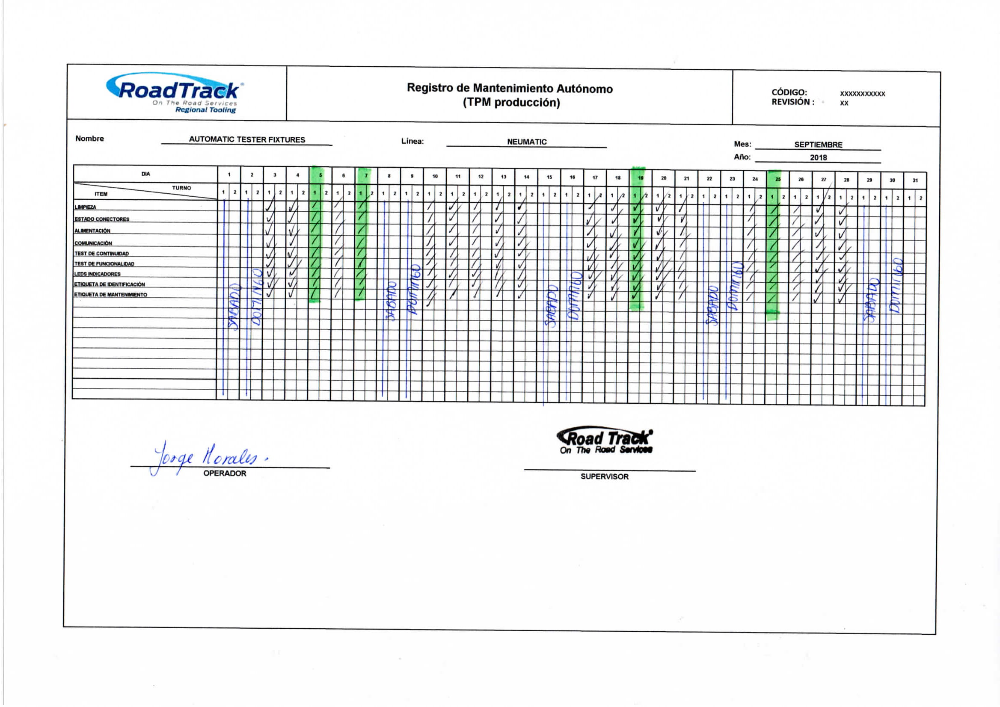 RoadTrack®
On The Road Services
Regional Tooling
Registro de Mantenimiento Autónomo
(TPM producción)
CÓDIGO: xxxxxxxxxxx
REVISIÓN : xx
Nombre AUTOMATIC TESTER FIXTURES Línea: NEUMATIC Mes: SEPTIEMBRE
Año: 2018
DIA 1 2 3 4 5 6 7 8 9 10 11 12 13 14 15 16 17 18 19 20 21 22 23 24 25 26 27 28 29 30 31
TURNO
ITEM 1 2 1 2 1 2 1 2 1 2 1 2 1 2 1 2 1 2 1 2 1 2 1 2 1 2 1 2 1 2 1 2 1 2 1 2 1 2 1 2 1 2 1 2 1 2 1 2 1 2 1 2 1 2 1 2 1 2 1 2 1 2
LIMPIEZA
ESTADO CONECTORES
ALIMENTACIÓN
COMUNICACIÓN
TEST DE CONTINUIDAD
TEST DE FUNCIONALIDAD
LEDS INDICADORES
ETIQUETA DE IDENTIFICACIÓN
ETIQUETA DE MANTENIMIENTO
SABADO
DOMINGO
SABADO
DOMINGO
SABADO
DOMINGO
SABADO
DOMINGO
SABADO
DOMINGO
Jorge Morales.
OPERADOR
Road Track®
On The Road Services
SUPERVISOR